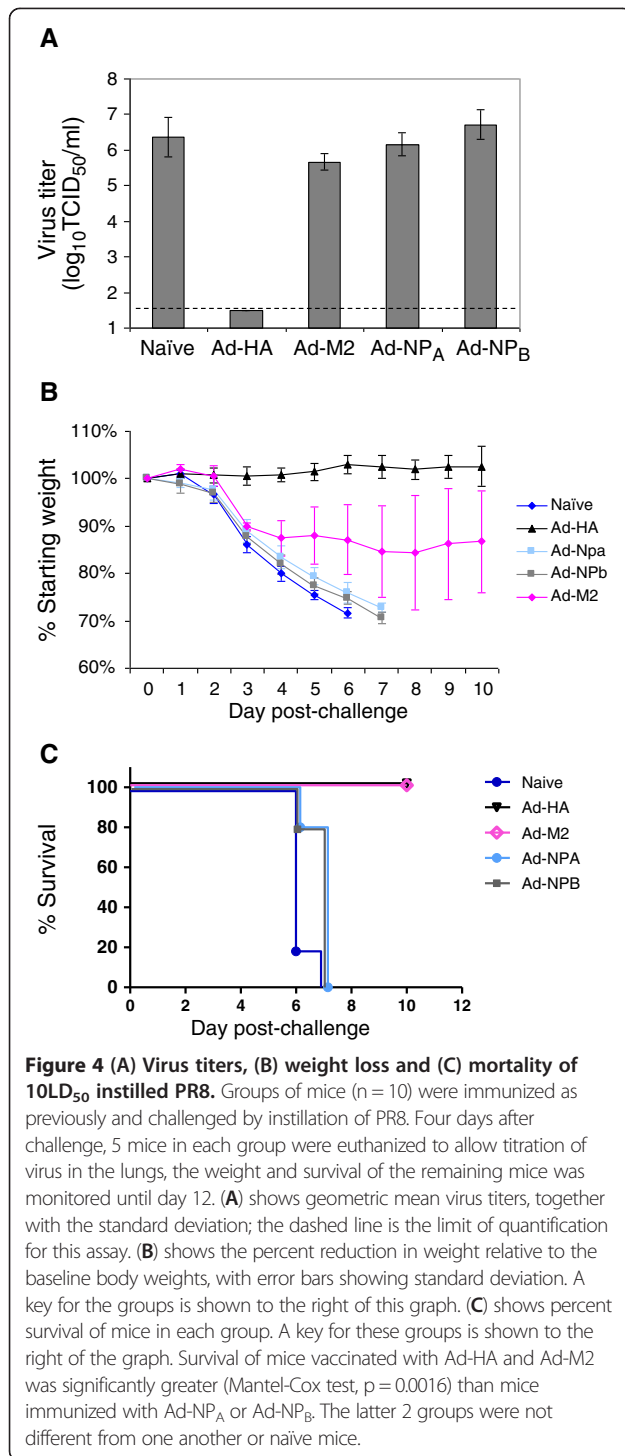 A
8
7
6
5
4
3
2
1
Virus titer
(log₁₀TCID₅₀/ml)
Naïve Ad-HA Ad-M2 Ad-NP_A Ad-NP_B
B
110%
100%
90%
80%
70%
60%
% Starting weight
0 1 2 3 4 5 6 7 8 9 10
Day post-challenge
Naïve
Ad-HA
Ad-Npa
Ad-NPb
Ad-M2
C
100
80
60
40
20
0
% Survival
0 2 4 6 8 10 12
Day post-challenge
Naive
Ad-HA
Ad-M2
Ad-NPA
Ad-NPB
Figure 4 (A) Virus titers, (B) weight loss and (C) mortality of
10LD₅₀ instilled PR8. Groups of mice (n = 10) were immunized as
previously and challenged by instillation of PR8. Four days after
challenge, 5 mice in each group were euthanized to allow titration of
virus in the lungs, the weight and survival of the remaining mice was
monitored until day 12. (A) shows geometric mean virus titers, together
with the standard deviation; the dashed line is the limit of quantification
for this assay. (B) shows the percent reduction in weight relative to the
baseline body weights, with error bars showing standard deviation. A
key for the groups is shown to the right of this graph. (C) shows percent
survival of mice in each group. A key for these groups is shown to the
right of the graph. Survival of mice vaccinated with Ad-HA and Ad-M2
was significantly greater (Mantel-Cox test, p = 0.0016) than mice
immunized with Ad-NP_A or Ad-NP_B. The latter 2 groups were not
different from one another or naïve mice.